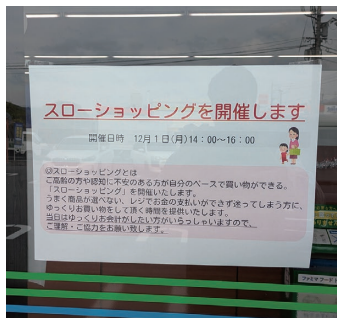 スローショッピングを開催します
開催日時　12月1日(月)14：00～16：00
◎スローショッピングとは
ご高齢の方や認知に不安のある方が自分のペースで買い物ができる。
「スローショッピング」を開催いたします。
うまく商品が選べない、レジでお金の支払いができず迷ってしまう方に、
ゆっくりお買い物をして頂く時間を提供いたします。
当日はゆっくりお会計がしたい方がいらっしゃいますので、
ご理解・ご協力をお願い致します。
ファミマフード